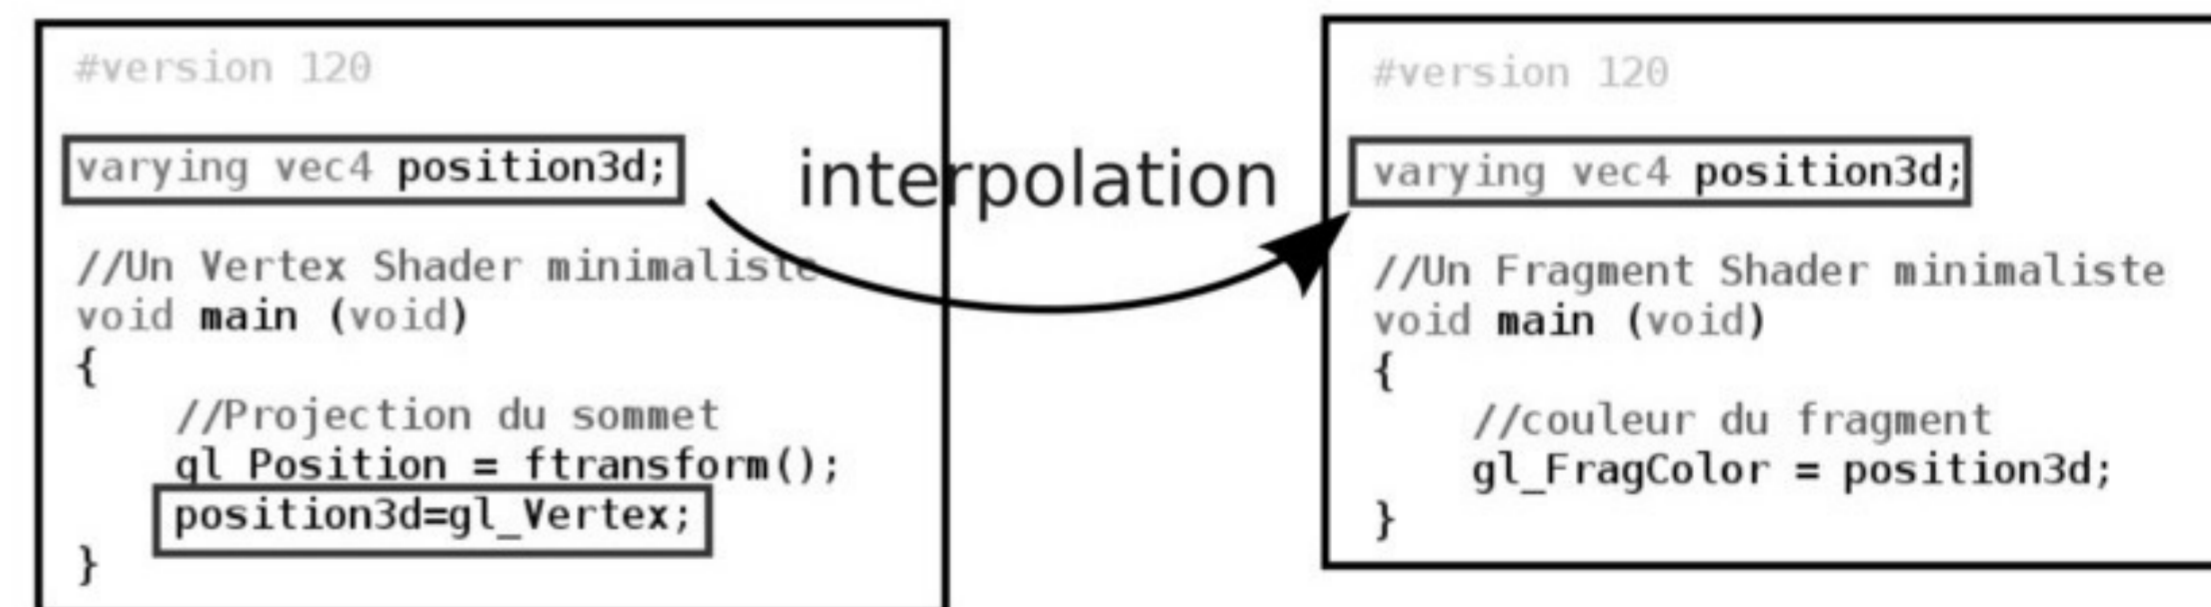 #version 120
varying vec4 position3d;
//Un Vertex Shader minimaliste
void main (void)
{
//Projection du sommet
gl_Position = ftransform();
position3d=gl_Vertex;
}
interpolation
#version 120
varying vec4 position3d;
//Un Fragment Shader minimaliste
void main (void)
{
//couleur du fragment
gl_FragColor = position3d;
}